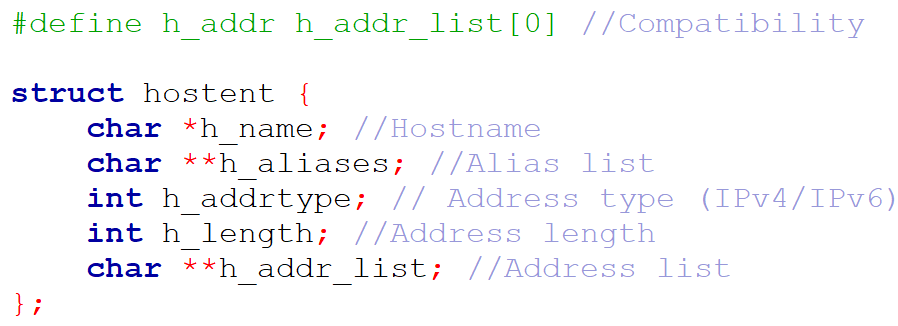 #define h_addr h_addr_list[0] //Compatibility
struct hostent {
    char *h_name; //Hostname
    char **h_aliases; //Alias list
    int h_addrtype; // Address type (IPv4/IPv6)
    int h_length; //Address length
    char **h_addr_list; //Address list
};